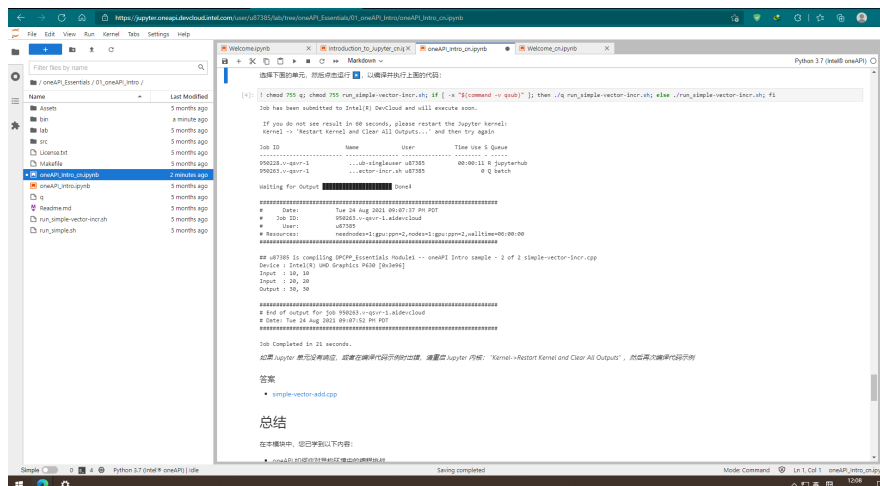 https://jupyter.oneapi.devcloud.intel.com/user/u87385/lab/tree/oneAPI_Essentials/01_oneAPI_Intro/oneAPI_Intro_cn.ipynb
File Edit View Run Kernel Tabs Settings Help
Welcome.ipynb
Introduction_to_Jupyter_cn.ip
oneAPI_Intro_cn.ipynb
Welcome_cn.ipynb
Markdown
Python 3.7 (Intel® oneAPI)
Filter files by name
/ oneAPI_Essentials / 01_oneAPI_Intro /
Name Last Modified
Assets 5 months ago
bin a minute ago
lab 5 months ago
src 5 months ago
License.txt 5 months ago
Makefile 5 months ago
oneAPI_Intro_cn.ipynb 2 minutes ago
oneAPI_Intro.ipynb 5 months ago
q 5 months ago
Readme.md 5 months ago
run_simple-vector-incr.sh 5 months ago
run_simple.sh 5 months ago
选择下面的单元，然后点击运行 ，以编译并执行上面的代码:
[4]: ! chmod 755 q; chmod 755 run_simple-vector-incr.sh; if [ -x "$(command -v qsub)" ]; then ./q run_simple-vector-incr.sh; else ./run_simple-vector-incr.sh; fi
Job has been submitted to Intel(R) DevCloud and will execute soon.
If you do not see result in 60 seconds, please restart the Jupyter kernel:
Kernel -> 'Restart Kernel and Clear All Outputs...' and then try again
Job ID Name User Time Use S Queue
------------------------- ---------------- --------------- -------- - -----
950228.v-qsvr-1 ...ub-singleuser u87385 00:00:11 R jupyterhub
950263.v-qsvr-1 ...ector-incr.sh u87385 0 Q batch
Waiting for Output ████████████████████ Done⬇
########################################################################
# Date: Tue 24 Aug 2021 09:07:37 PM PDT
# Job ID: 950263.v-qsvr-1.aidevcloud
# User: u87385
# Resources: neednodes=1:gpu:ppn=2,nodes=1:gpu:ppn=2,walltime=06:00:00
########################################################################
## u87385 is compiling DPCPP_Essentials Module1 -- oneAPI Intro sample - 2 of 2 simple-vector-incr.cpp
Device : Intel(R) UHD Graphics P630 [0x3e96]
Input : 10, 10
Input : 20, 20
Output : 30, 30
########################################################################
# End of output for job 950263.v-qsvr-1.aidevcloud
# Date: Tue 24 Aug 2021 09:07:52 PM PDT
########################################################################
Job Completed in 21 seconds.
如果 Jupyter 单元没有响应，或者在编译代码示例时出错，请重启 Jupyter 内核： "Kernel->Restart Kernel and Clear All Outputs" ，然后再次编译代码示例
答案
simple-vector-add.cpp
总结
在本模块中，您已学到以下内容:
oneAPI 如何应对异构环境中的编程挑战
Simple 0 4 Python 3.7 (Intel® oneAPI) | Idle
Saving completed
Mode: Command Ln 1, Col 1 oneAPI_Intro_cn.ipy
12:08